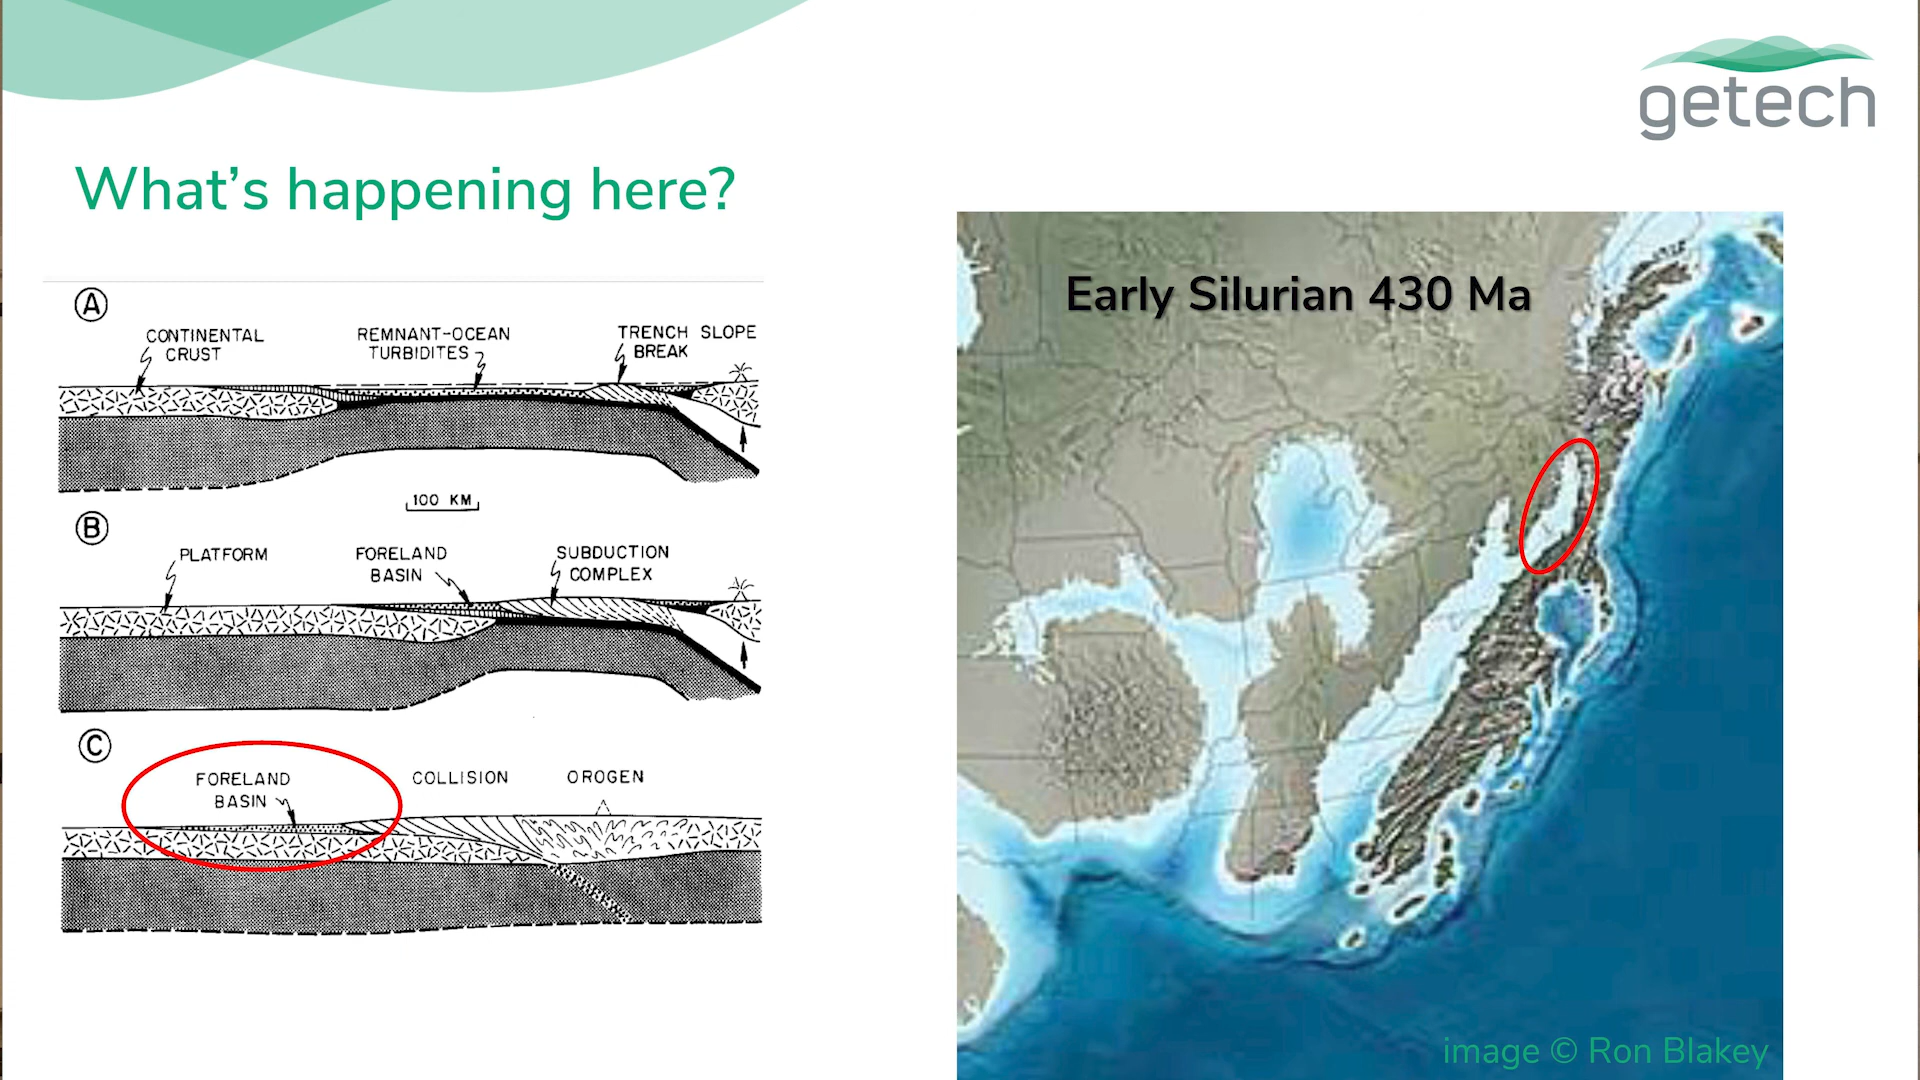 getech
What's happening here?
A
CONTINENTAL
CRUST
REMNANT-OCEAN
TURBIDITES
TRENCH SLOPE
BREAK
100 KM
B
PLATFORM
FORELAND
BASIN
SUBDUCTION
COMPLEX
C
FORELAND
BASIN
COLLISION
OROGEN
Early Silurian 430 Ma
image © Ron Blakey